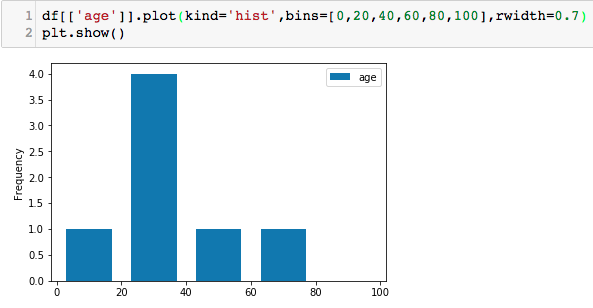 1 df[['age']].plot(kind='hist',bins=[0,20,40,60,80,100],rwidth=0.7)
2 plt.show()
4.0
3.5
3.0
2.5
2.0
1.5
1.0
0.5
0.0
Frequency
age
0 20 40 60 80 100